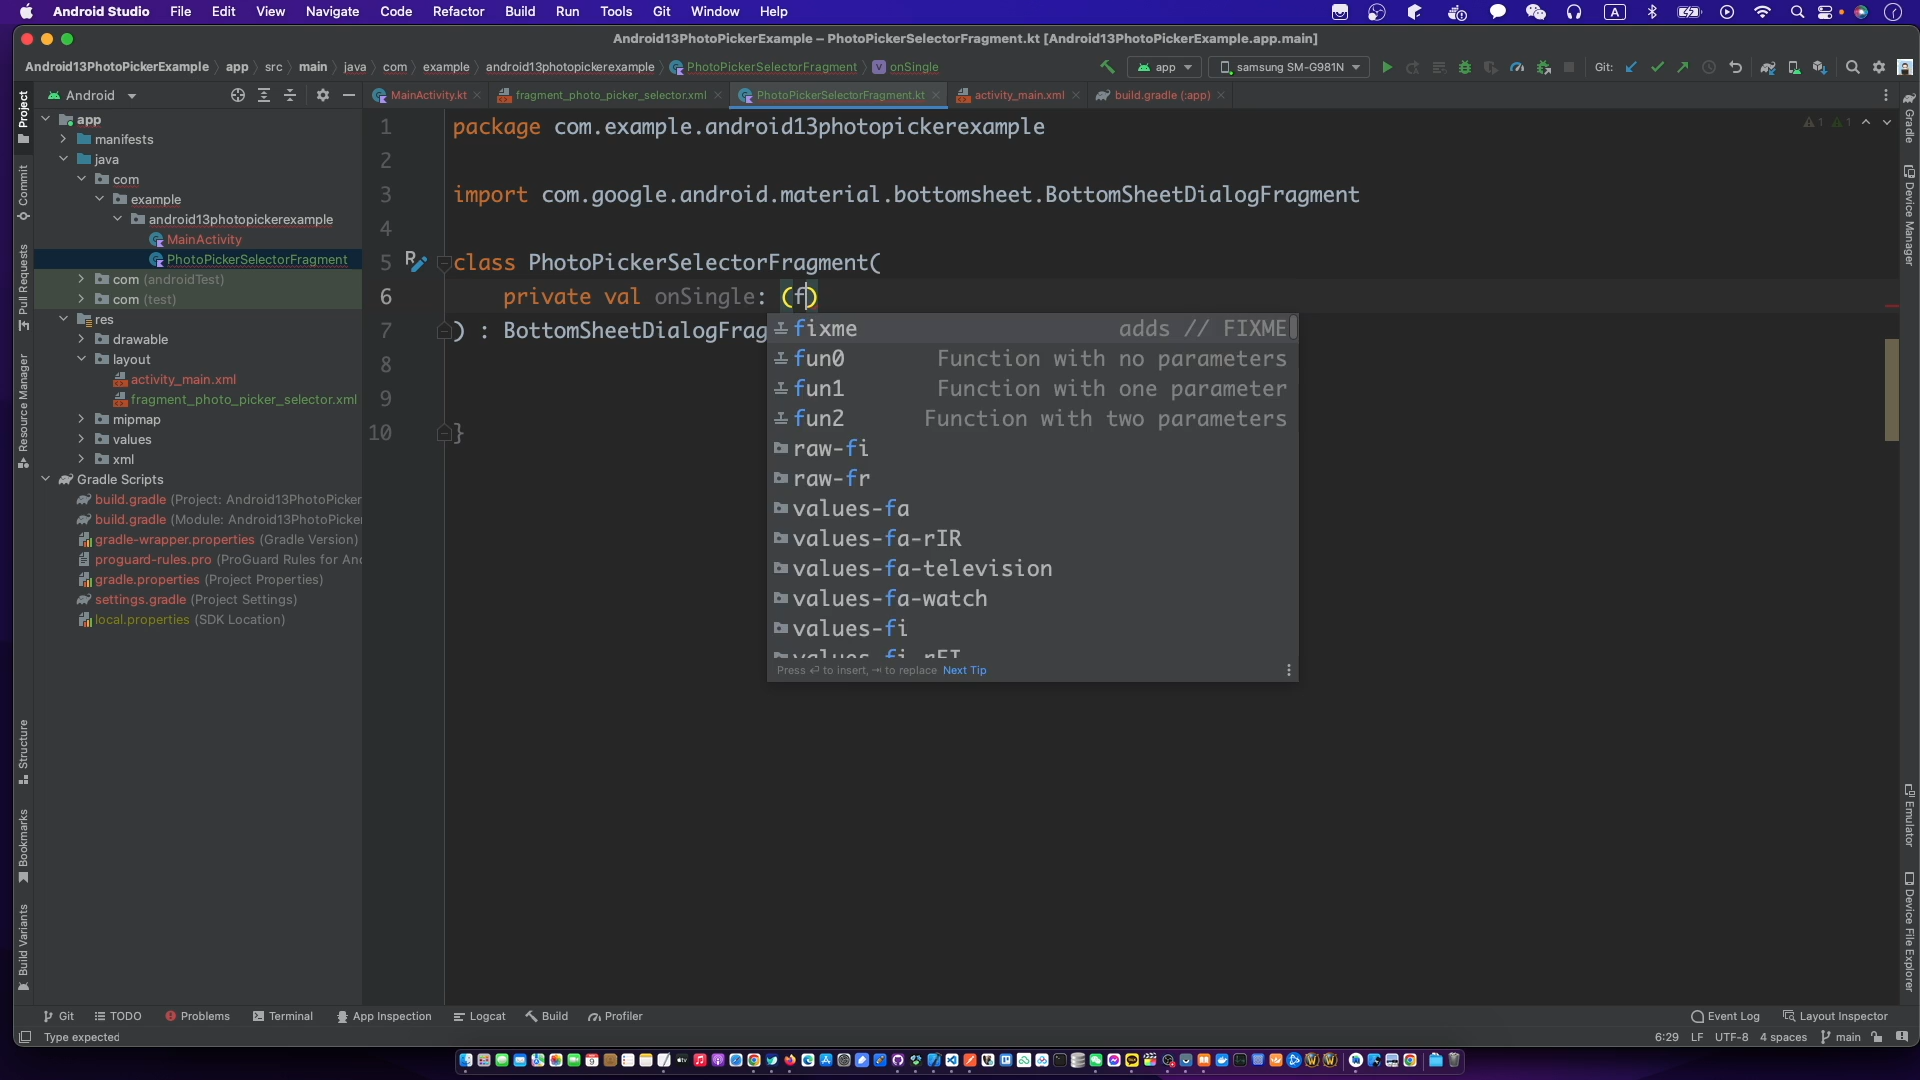 Android Studio File Edit View Navigate Code Refactor Build Run Tools Git Window Help
Android13PhotoPickerExample – PhotoPickerSelectorFragment.kt [Android13PhotoPickerExample.app.main]
Android13PhotoPickerExample app src main java com example android13photopickerexample PhotoPickerSelectorFragment onSingle
app samsung SM-G981N Git:
Android
MainActivity.kt fragment_photo_picker_selector.xml PhotoPickerSelectorFragment.kt activity_main.xml build.gradle (:app)
app
manifests
java
com
example
android13photopickerexample
MainActivity
PhotoPickerSelectorFragment
com (androidTest)
com (test)
res
drawable
layout
activity_main.xml
fragment_photo_picker_selector.xml
mipmap
values
xml
Gradle Scripts
build.gradle (Project: Android13PhotoPicker
build.gradle (Module: Android13PhotoPicke
gradle-wrapper.properties (Gradle Version)
proguard-rules.pro (ProGuard Rules for And
gradle.properties (Project Properties)
settings.gradle (Project Settings)
local.properties (SDK Location)
1 package com.example.android13photopickerexample
2
3 import com.google.android.material.bottomsheet.BottomSheetDialogFragment
4
5 class PhotoPickerSelectorFragment(
6 private val onSingle: (f)
7 ) : BottomSheetDialogFrag
8
9
10 }
fixme adds // FIXME
fun0 Function with no parameters
fun1 Function with one parameter
fun2 Function with two parameters
raw-fi
raw-fr
values-fa
values-fa-rIR
values-fa-television
values-fa-watch
values-fi
values-fi-rFI
Press ↵ to insert, ⇥ to replace Next Tip
1 1
Project
Commit
Pull Requests
Resource Manager
Structure
Bookmarks
Build Variants
Gradle
Device Manager
Emulator
Device File Explorer
Git TODO Problems Terminal App Inspection Logcat Build Profiler Event Log Layout Inspector
Type expected 6:29 LF UTF-8 4 spaces main